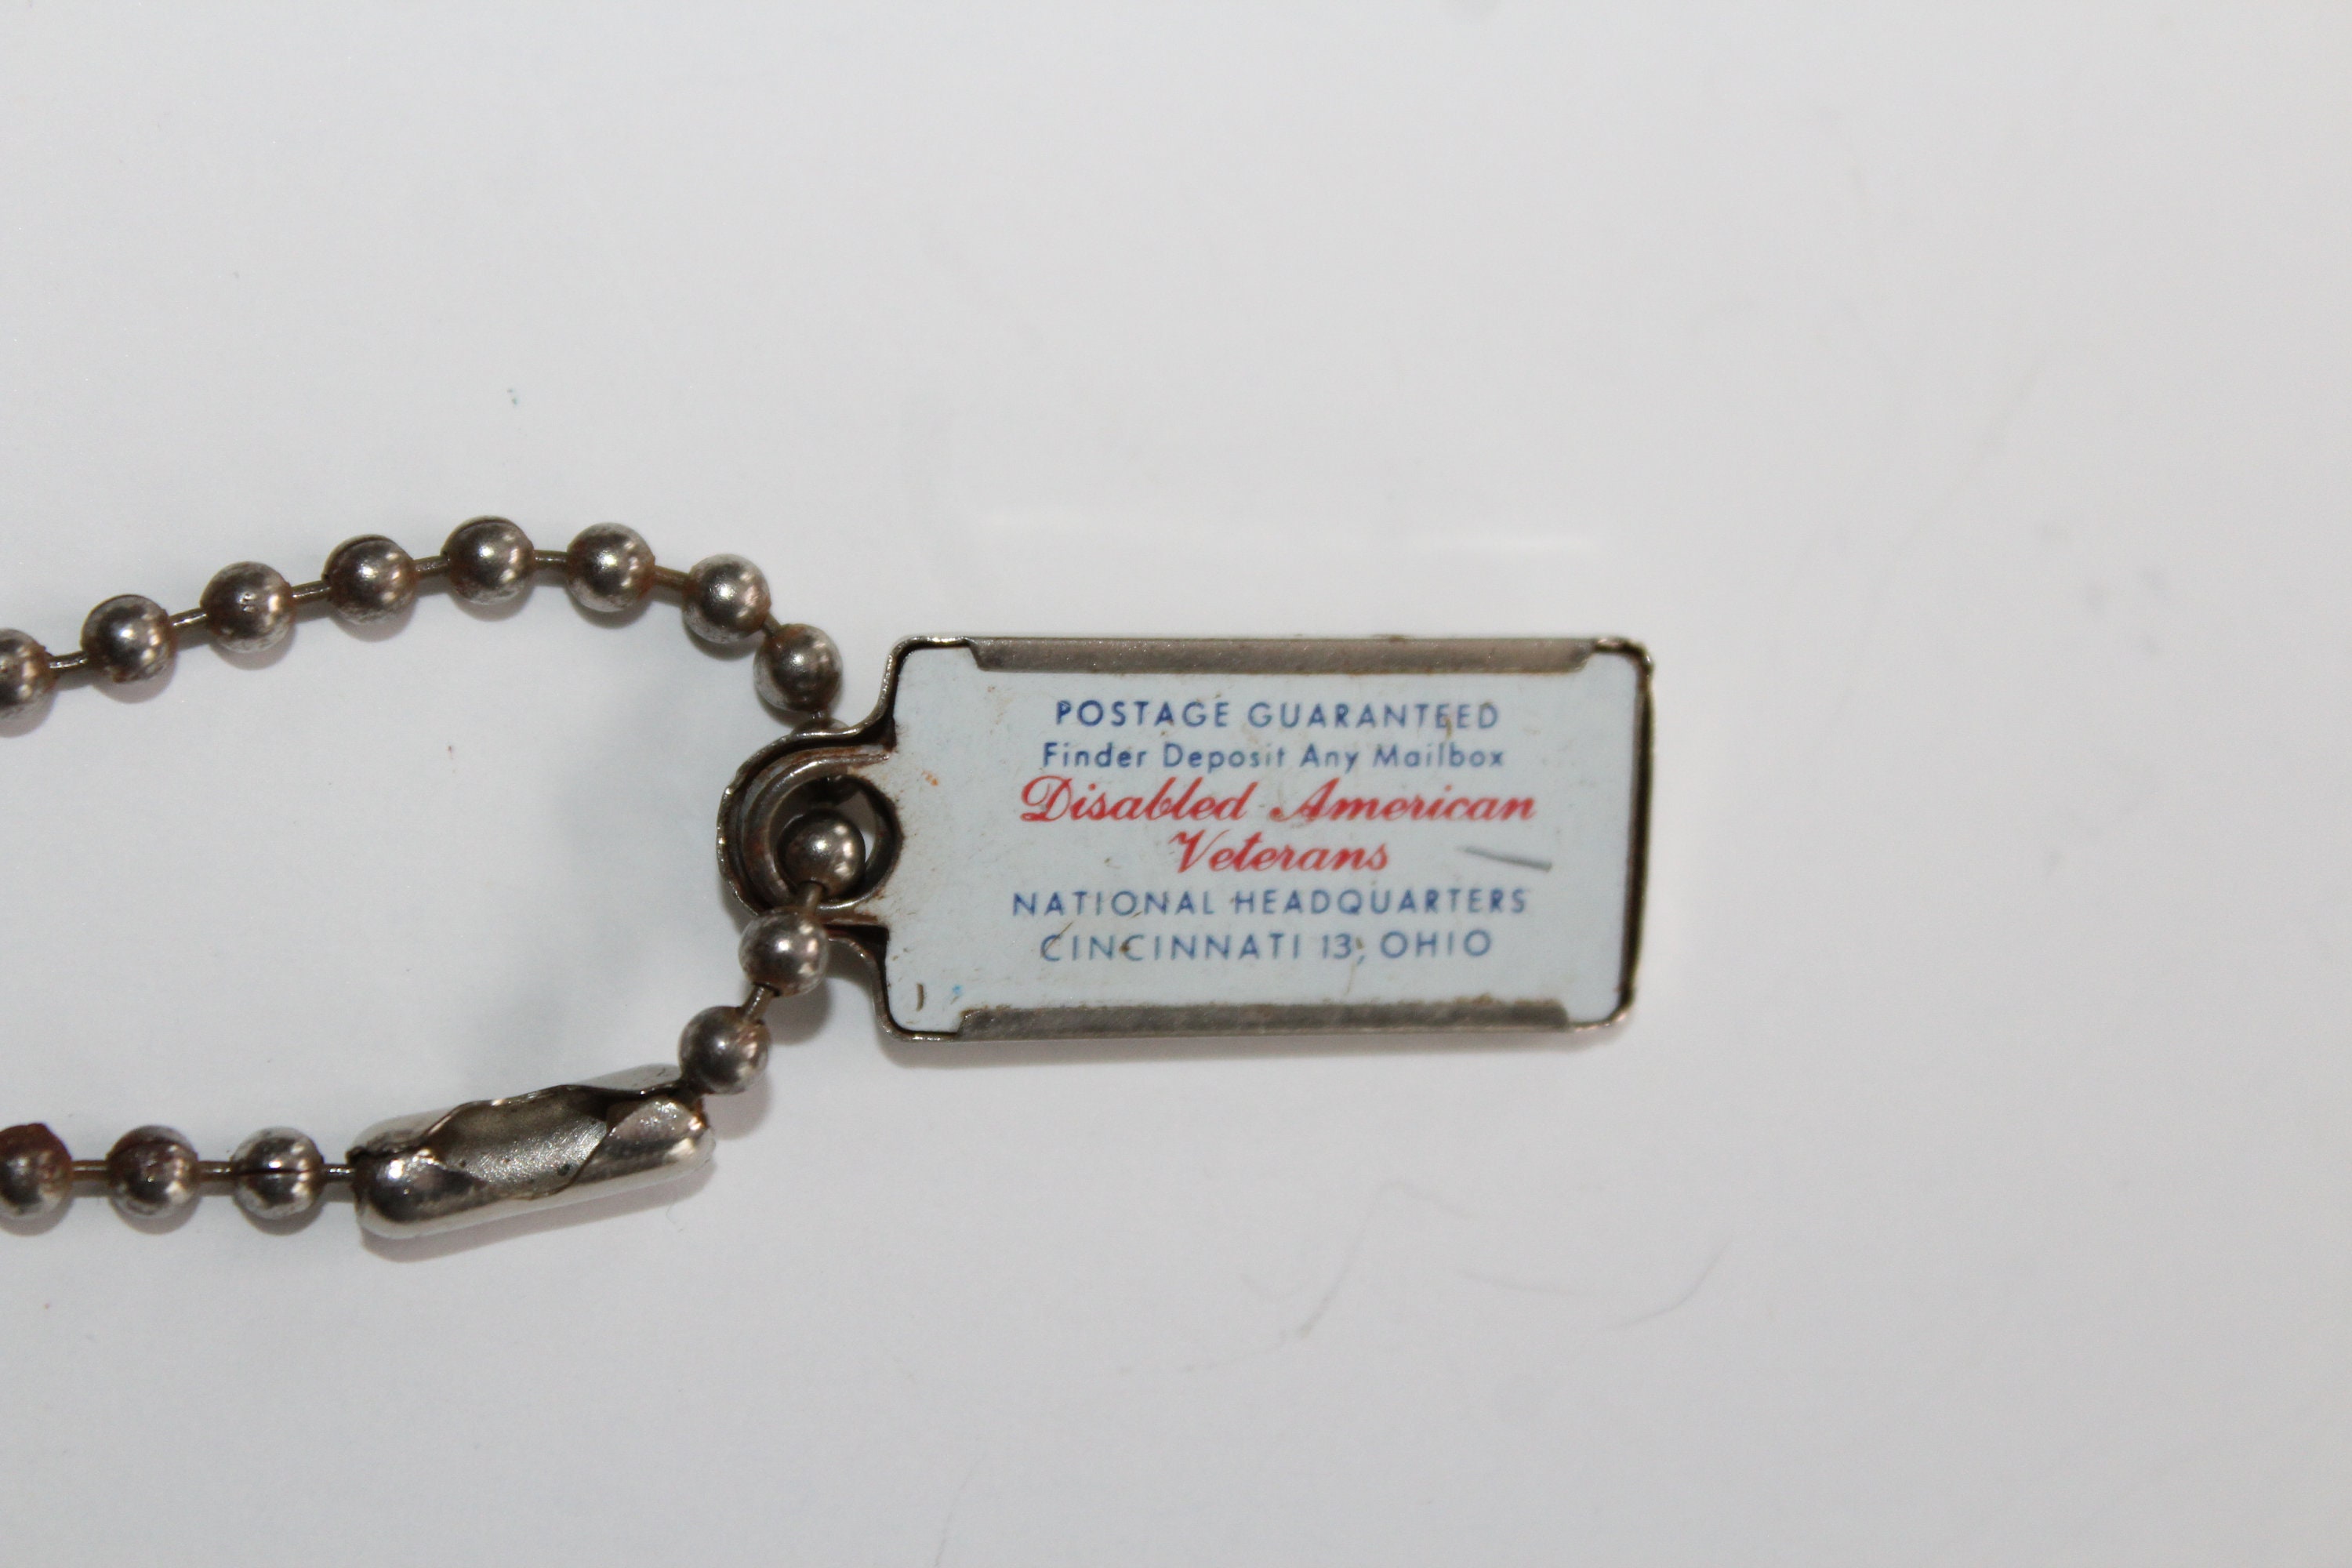 POSTAGE GUARANTEED
Finder Deposit Any Mailbox
Disabled American
Veterans
NATIONAL HEADQUARTERS
CINCINNATI 13, OHIO